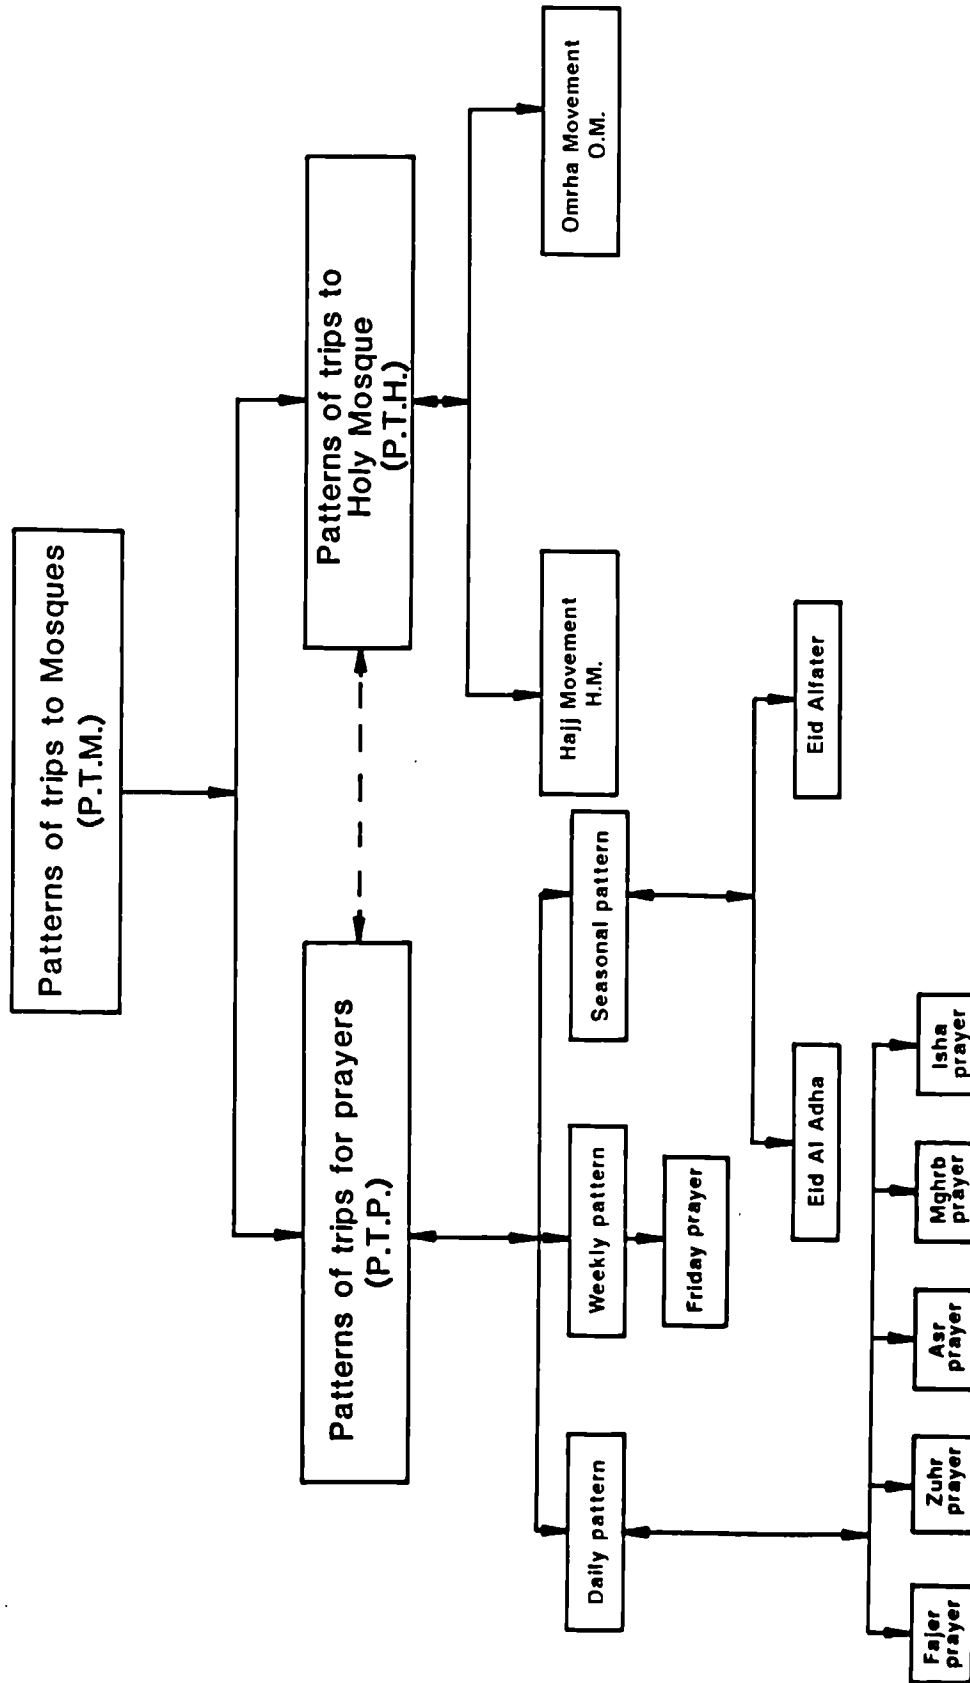 Patterns of trips to Mosques
(P.T.M.)
Patterns of trips for prayers
(P.T.P.)
Patterns of trips to
Holy Mosque
(P.T.H.)
Daily pattern
Weekly pattern
Seasonal pattern
Hajj Movement
H.M.
Omrha Movement
O.M.
Friday prayer
Eid Al Adha
Eid Alfater
Fajer
prayer
Zuhr
prayer
Asr
prayer
Mghrb
prayer
Isha
prayer